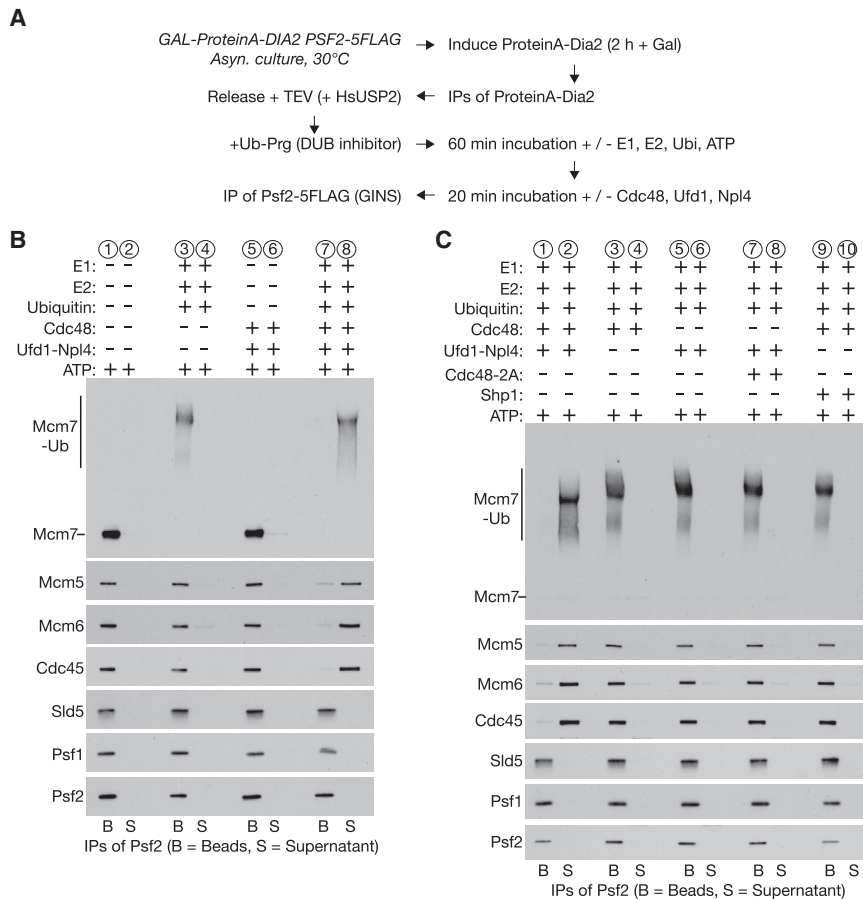 A
GAL-ProteinA-DIA2 PSF2-5FLAG
Asyn. culture, 30°C
Induce ProteinA-Dia2 (2 h + Gal)
Release + TEV (+ HsUSP2)
IPs of ProteinA-Dia2
+Ub-Prg (DUB inhibitor)
60 min incubation + / - E1, E2, Ubi, ATP
IP of Psf2-5FLAG (GINS)
20 min incubation +/- Cdc48, Ufd1, Npl4
B
1 2 3 4 5 6 7 8
E1: - - + + - - + +
E2: - - + + - - + +
Ubiquitin: - - + + - - + +
Cdc48: - - - - + + + +
Ufd1-Npl4: - - - - + + + +
ATP: + + + + + + + +
Mcm7
-Ub
Mcm7
Mcm5
Mcm6
Cdc45
Sld5
Psf1
Psf2
B S B S B S B S
IPs of Psf2 (B = Beads, S = Supernatant)
C
1 2 3 4 5 6 7 8 9 10
E1: + + + + + + + + + +
E2: + + + + + + + + + +
Ubiquitin: + + + + + + + + + +
Cdc48: + + + + - - - - + +
Ufd1-Npl4: + + - - + + + + - -
Cdc48-2A: - - - - - - + + - -
Shp1: - - - - - - - - + +
ATP: + + + + + + + + + +
Mcm7
-Ub
Mcm7
Mcm5
Mcm6
Cdc45
Sld5
Psf1
Psf2
B S B S B S B S B S
IPs of Psf2 (B = Beads, S = Supernatant)